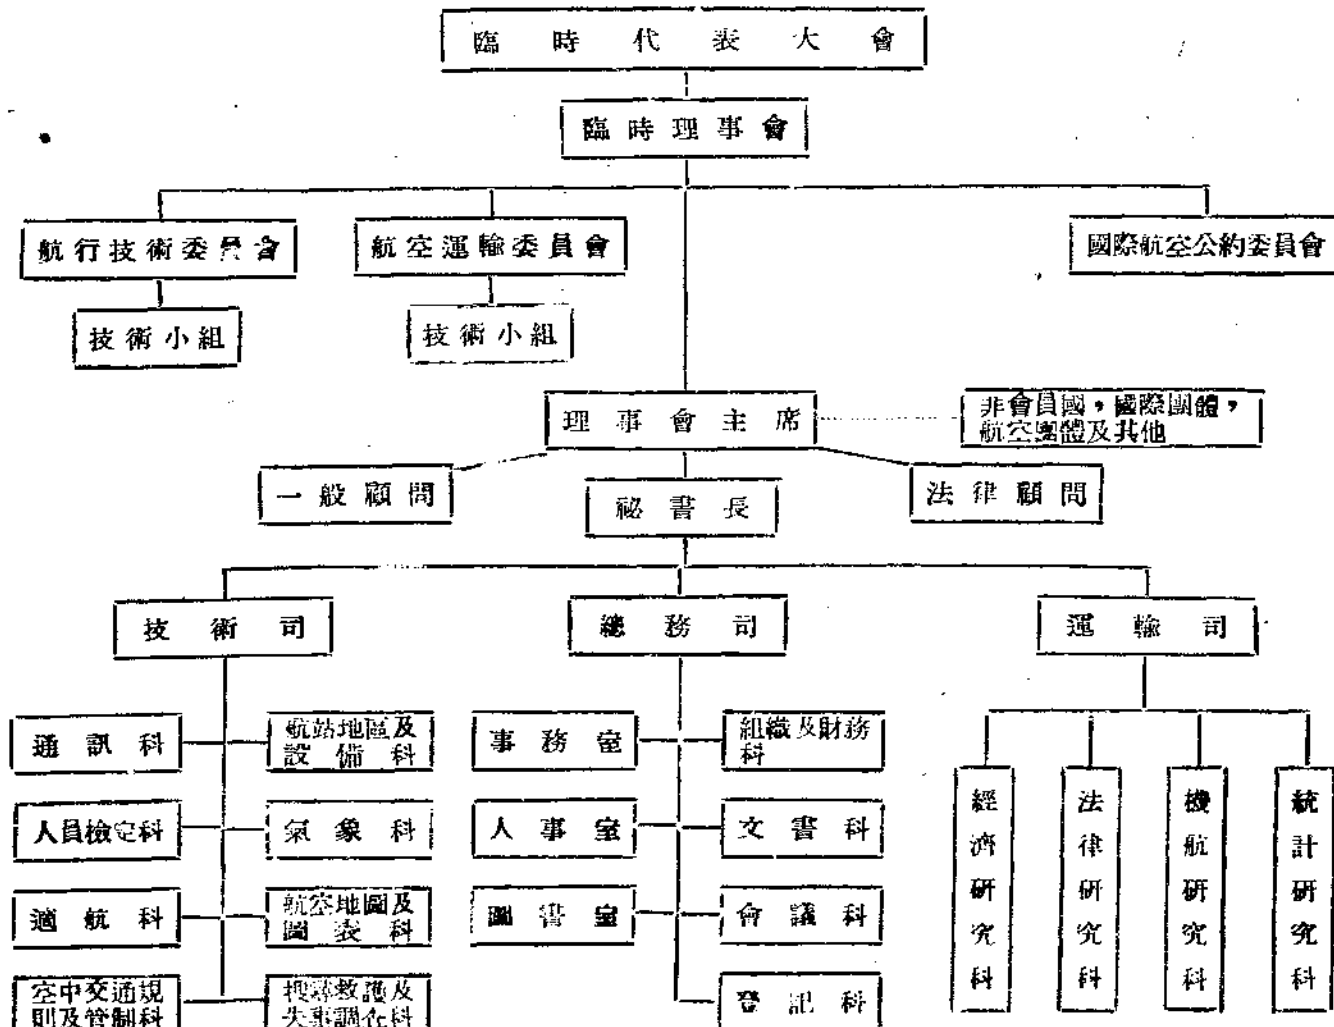 臨時代表大會
臨時理事會
航行技術委員會
航空運輸委員會
國際航空公約委員會
技術小組
技術小組
理事會主席
非會員國，國際團體，
航空團體及其他
一般顧問
祕書長
法律顧問
技術司
總務司
運輸司
通訊科
航站地區及
設備科
事務室
組織及財務
科
人員檢定科
氣象科
人事室
文書科
適航科
航空地圖及
圖表科
圖書室
會議科
空中交通規
則及管制科
搜尋救護及
失事調查科
登記科
經濟研究科
法律研究科
機航研究科
統計研究科